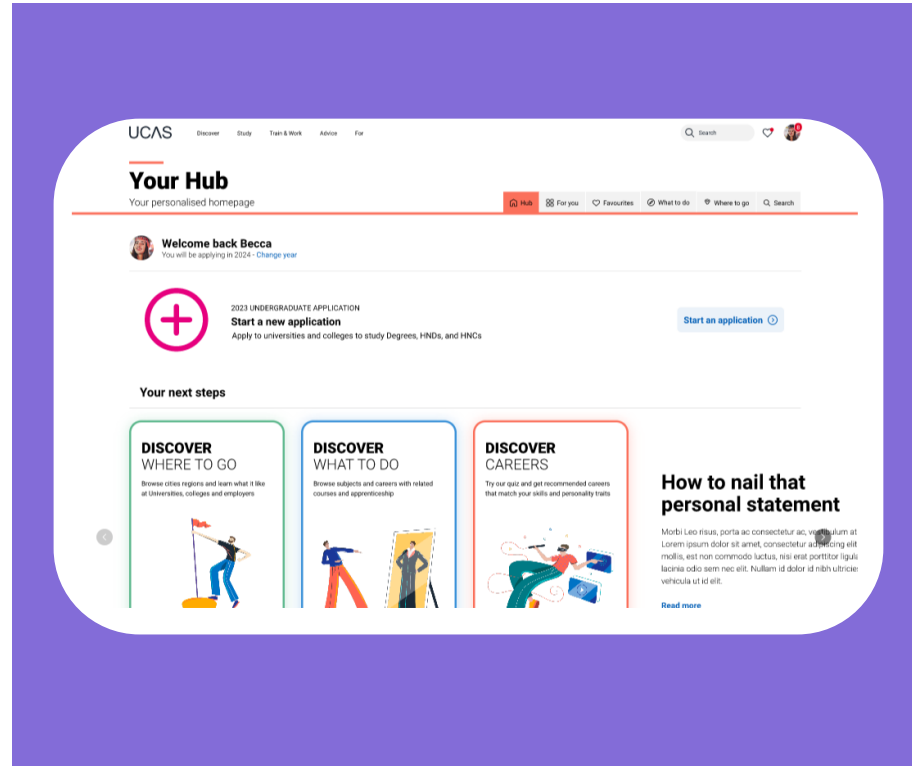 UCAS
Discover Study Train & Work Advice For
Search
Your Hub
Your personalised homepage
Hub For you Favourites What to do Where to go Search
Welcome back Becca
You will be applying in 2024 - Change year
2023 UNDERGRADUATE APPLICATION
Start a new application
Apply to universities and colleges to study Degrees, HNDs, and HNCs
Start an application
Your next steps
DISCOVER
WHERE TO GO
Browse cities regions and learn what it like
at Universities, colleges and employers
DISCOVER
WHAT TO DO
Browse subjects and careers with related
courses and apprenticeship
DISCOVER
CAREERS
Try our quiz and get recommended careers
that match your skills and personality traits
How to nail that
personal statement
Morbi Leo risus, porta ac consectetur ac, vestibulum at
Lorem ipsum dolor sit amet, consectetur adipiscing elit
mollis, est non commodo luctus, nisi erat porttitor ligula
lacinia odio sem nec elit. Nullam id dolor id nibh ultricies
vehicula ut id elit.
Read more